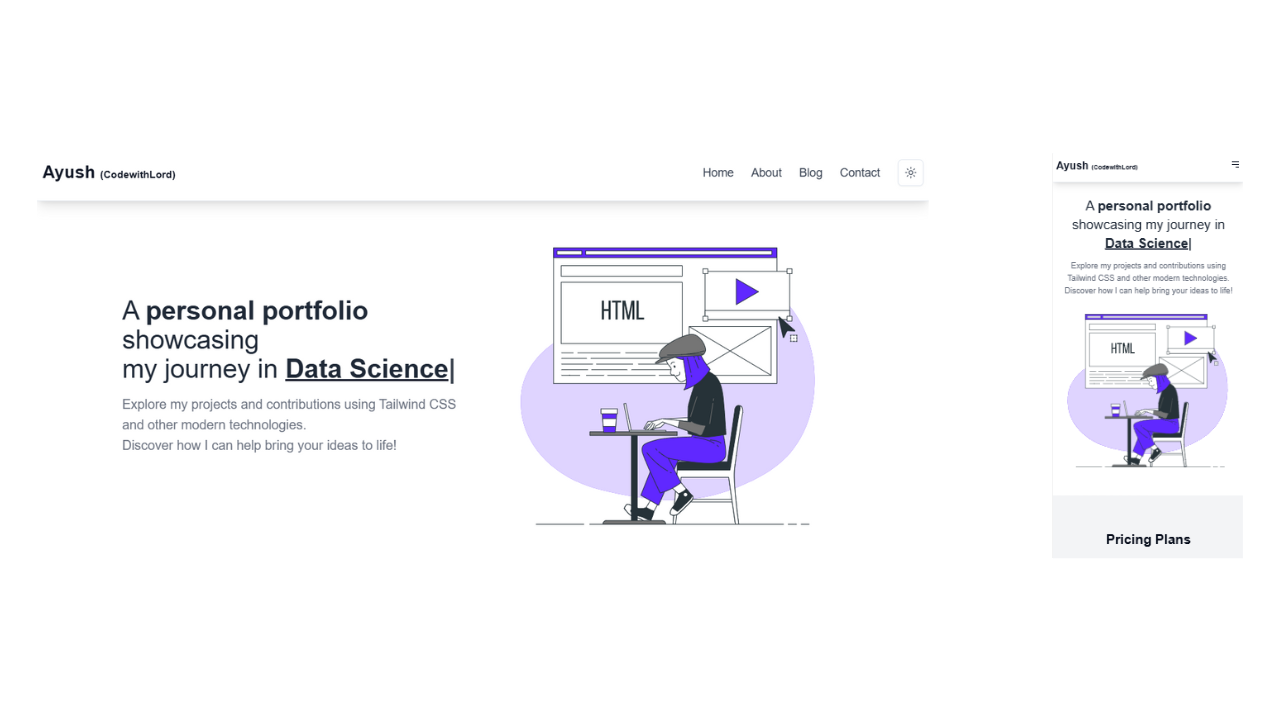 Ayush (CodewithLord)
Home About Blog Contact
A personal portfolio
showcasing
my journey in Data Science|
Explore my projects and contributions using Tailwind CSS
and other modern technologies.
Discover how I can help bring your ideas to life!
HTML
Ayush (CodewithLord)
A personal portfolio
showcasing my journey in
Data Science|
Explore my projects and contributions using
Tailwind CSS and other modern technologies.
Discover how I can help bring your ideas to life!
HTML
Pricing Plans